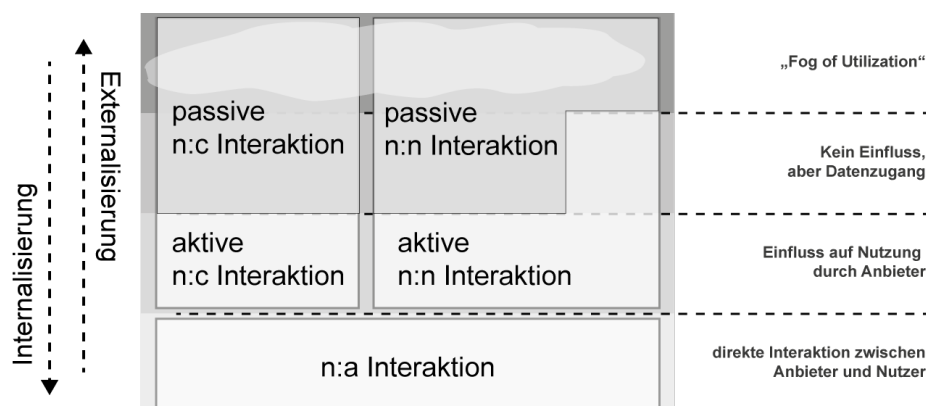 Internalisierung
Externalisierung
passive
n:c Interaktion
passive
n:n Interaktion
aktive
n:c Interaktion
aktive
n:n Interaktion
n:a Interaktion
„Fog of Utilization“
Kein Einfluss,
aber Datenzugang
Einfluss auf Nutzung
durch Anbieter
direkte Interaktion zwischen
Anbieter und Nutzer